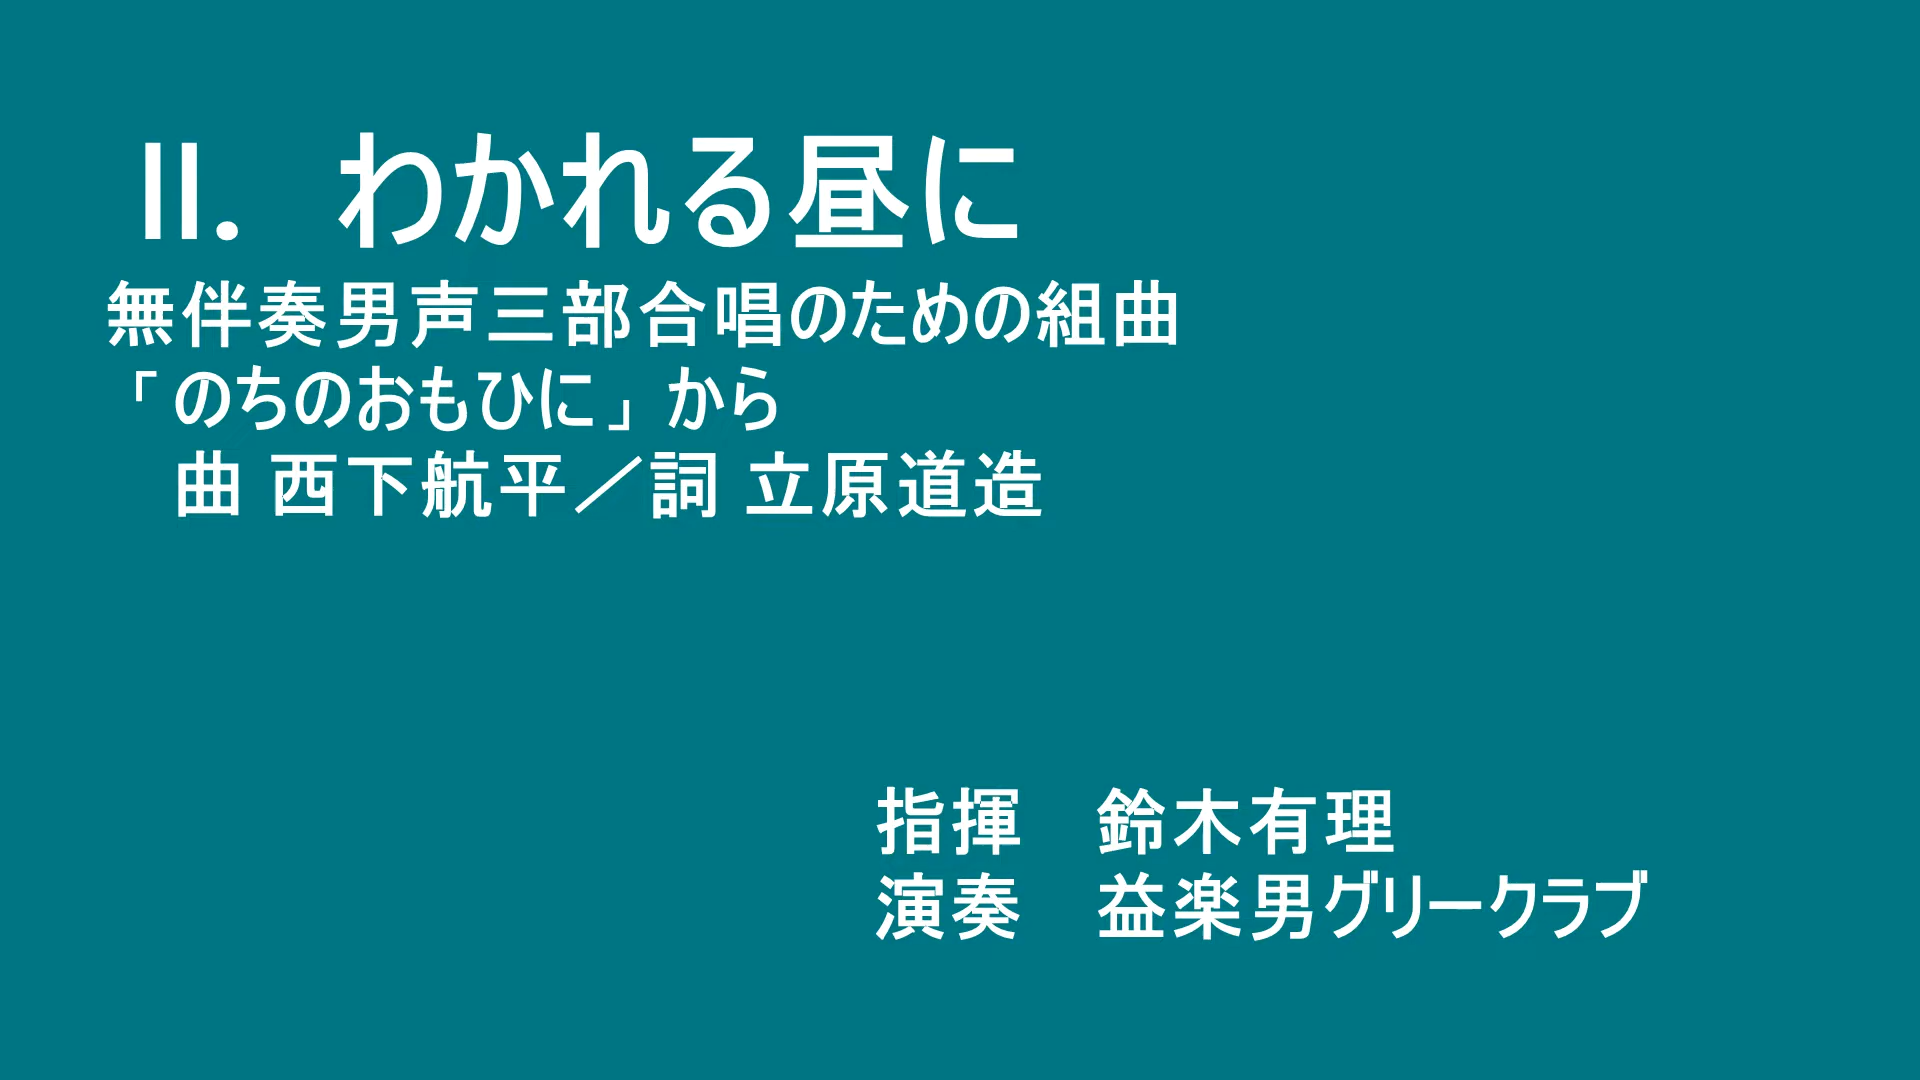 II.　わかれる昼に
無伴奏男声三部合唱のための組曲
「のちのおもひに」から
曲 西下航平／詞 立原道造
指揮　鈴木有理
演奏　益楽男グリークラブ